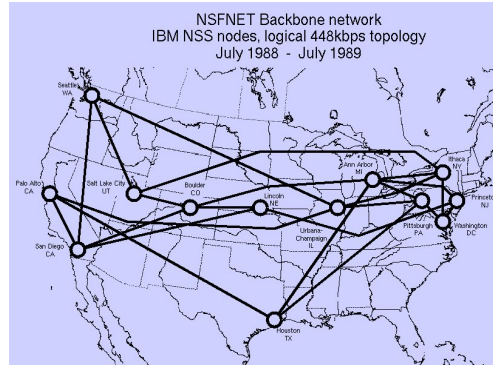 NSFNET Backbone network
IBM NSS nodes, logical 448kbps topology
July 1988 - July 1989
Seattle
WA
Ithaca
NY
Ann Arbor
MI
Palo Alto
CA
Salt Lake City
UT
Boulder
CO
Lincoln
NE
Princeton
NJ
Urbana-
Champaign
IL
Pittsburgh
PA
Washington
DC
San Diego
CA
Houston
TX